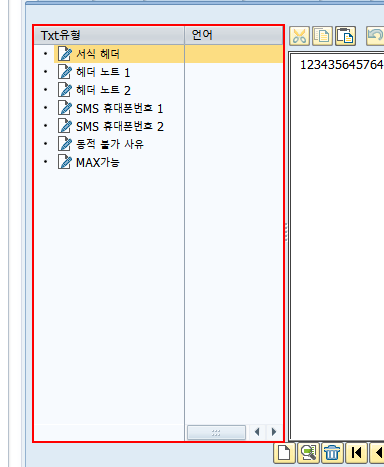 Txt유형 언어
서식 헤더
헤더 노트 1
헤더 노트 2
SMS 휴대폰번호 1
SMS 휴대폰번호 2
동적 불가 사유
MAX가능
123435645764